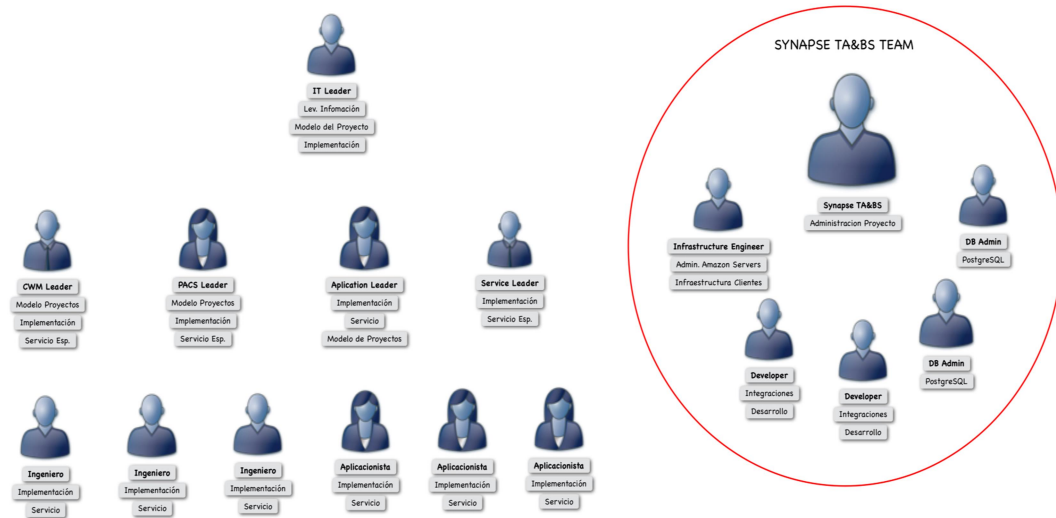 IT Leader
Lev. Infomación
Modelo del Proyecto
Implementación
CWM Leader
Modelo Proyectos
Implementación
Servicio Esp.
PACS Leader
Modelo Proyectos
Implementación
Servicio Esp.
Aplication Leader
Implementación
Servicio
Modelo de Proyectos
Service Leader
Implementación
Servicio Esp.
Ingeniero
Implementación
Servicio
Ingeniero
Implementación
Servicio
Ingeniero
Implementación
Servicio
Aplicacionista
Implementación
Servicio
Aplicacionista
Implementación
Servicio
Aplicacionista
Implementación
Servicio
SYNAPSE TA&BS TEAM
Synapse TA&BS
Administracion Proyecto
Infrastructure Engineer
Admin. Amazon Servers
Infraestructura Clientes
DB Admin
PostgreSQL
Developer
Integraciones
Desarrollo
Developer
Integraciones
Desarrollo
DB Admin
PostgreSQL